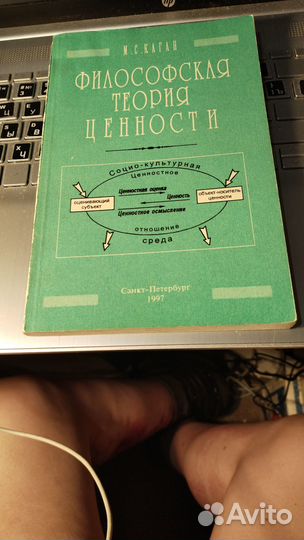 М.С.КАГАН
ФИЛОСОФСКАЯ
ТЕОРИЯ
ЦЕННОСТИ
Социо-культурная
Ценностное
Ценностная оценка
оценивающий
субъект
Ценность
объект-носитель
ценности
Ценностное осмысление
отношение
среда
Санкт-Петербург
1997
Avito